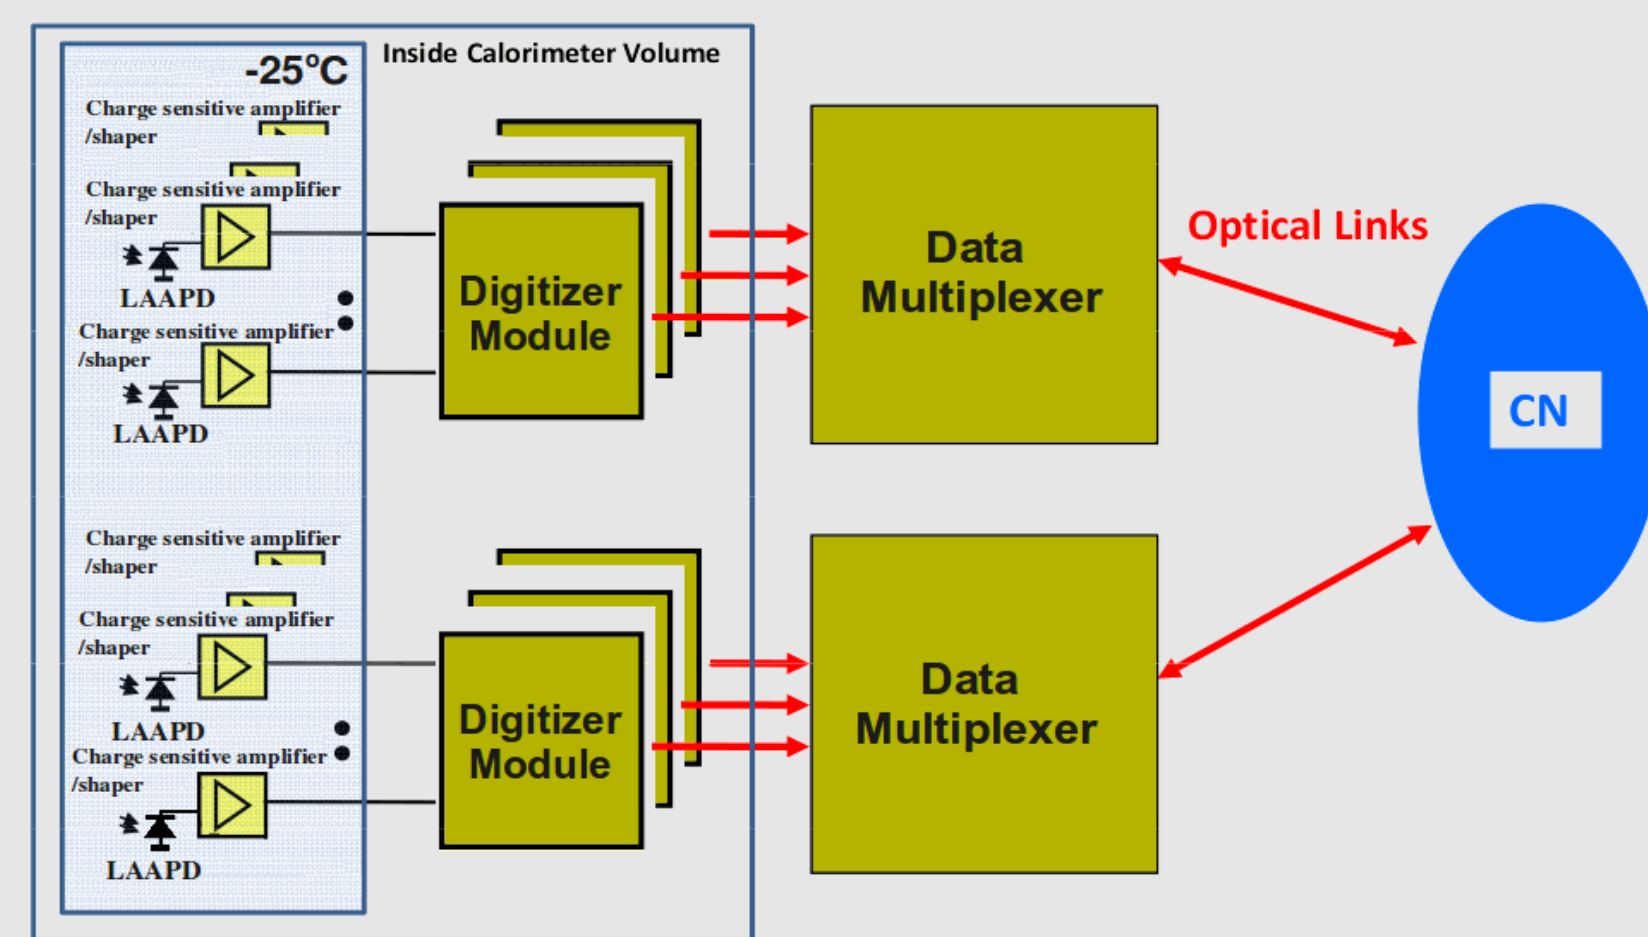 Inside Calorimeter Volume
-25°C
Charge sensitive amplifier
/shaper
Charge sensitive amplifier
/shaper
LAAPD
Charge sensitive amplifier
/shaper
LAAPD
Digitizer
Module
Data
Multiplexer
Optical Links
CN
Charge sensitive amplifier
/shaper
Charge sensitive amplifier
/shaper
LAAPD
Charge sensitive amplifier
/shaper
LAAPD
Digitizer
Module
Data
Multiplexer